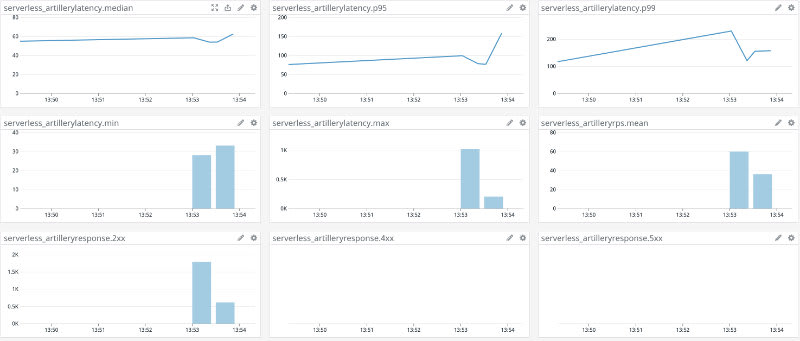 serverless_artillerylatency.median
80
60
40
20
0
13:50 13:51 13:52 13:53 13:54
serverless_artillerylatency.p95
200
150
100
50
0
13:50 13:51 13:52 13:53 13:54
serverless_artillerylatency.p99
200
100
0
13:50 13:51 13:52 13:53 13:54
serverless_artillerylatency.min
40
30
20
10
0
13:50 13:51 13:52 13:53 13:54
serverless_artillerylatency.max
1K
0.5K
0K
13:50 13:51 13:52 13:53 13:54
serverless_artilleryrps.mean
80
60
40
20
0
13:50 13:51 13:52 13:53 13:54
serverless_artilleryresponse.2xx
2K
1.5K
1K
0.5K
0K
13:50 13:51 13:52 13:53 13:54
serverless_artilleryresponse.4xx
13:50 13:51 13:52 13:53 13:54
serverless_artilleryresponse.5xx
13:50 13:51 13:52 13:53 13:54